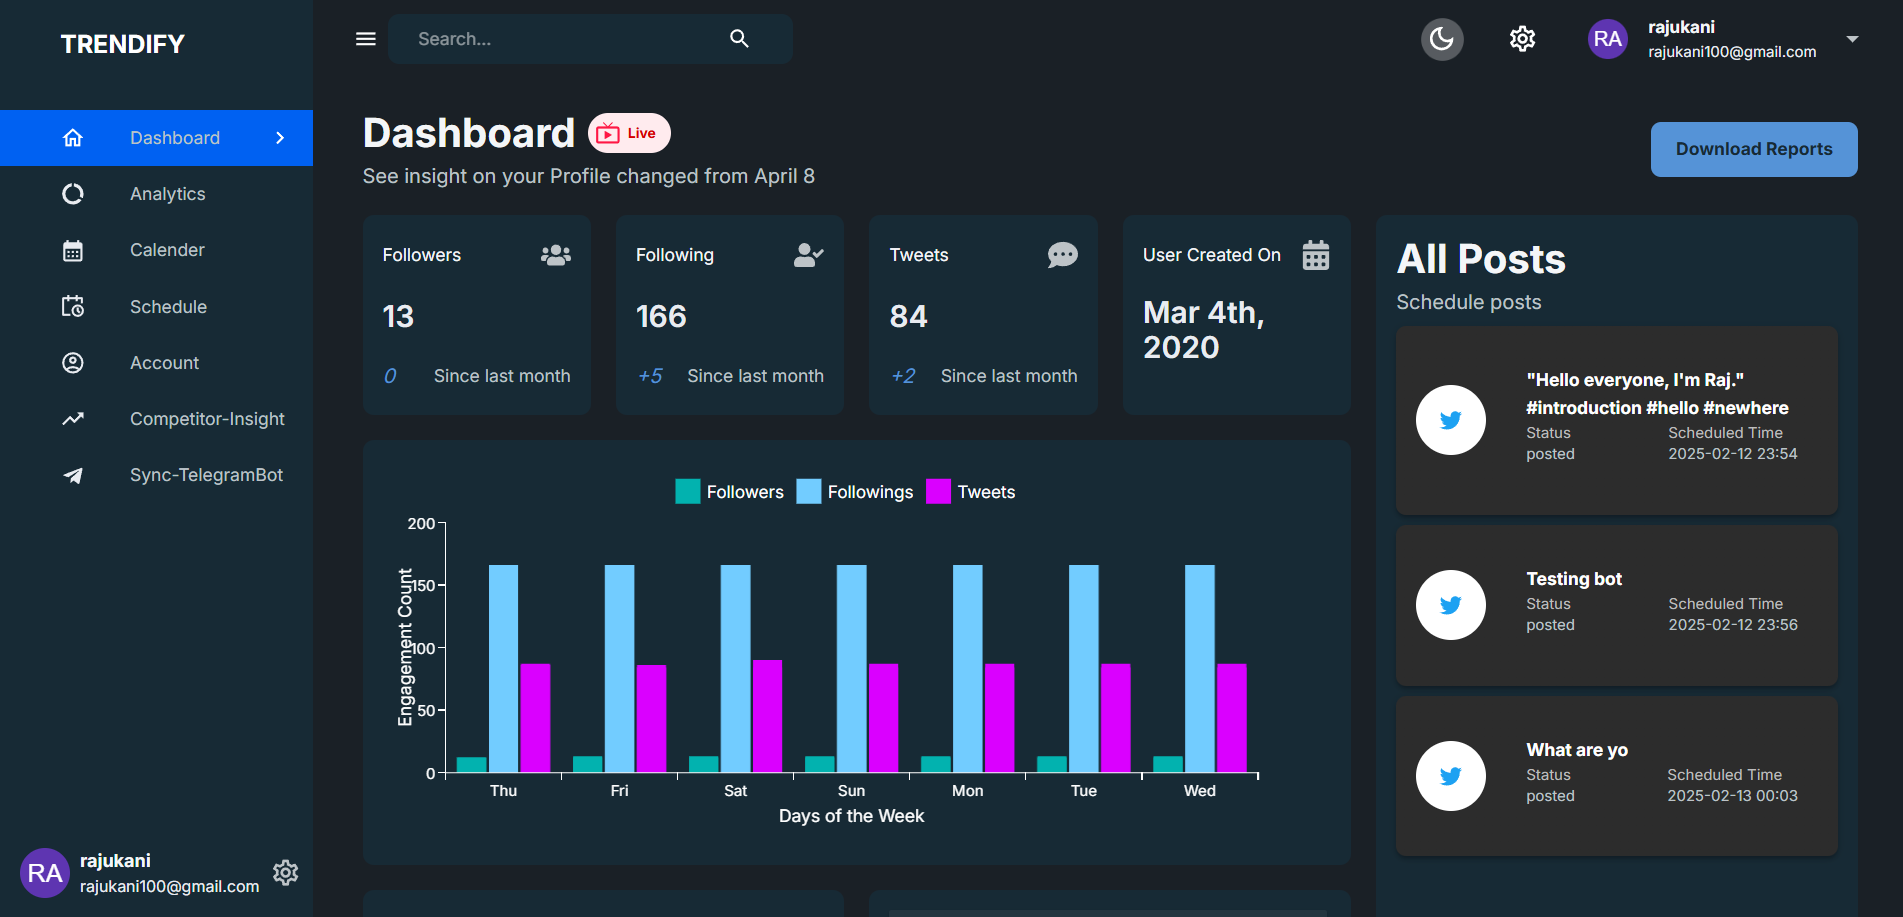 TRENDIFY
Search...
RA
rajukani
rajukani100@gmail.com
Dashboard
Analytics
Calender
Schedule
Account
Competitor-Insight
Sync-TelegramBot
RA
rajukani
rajukani100@gmail.com
Dashboard
Live
See insight on your Profile changed from April 8
Download Reports
Followers
13
0 Since last month
Following
166
+5 Since last month
Tweets
84
+2 Since last month
User Created On
Mar 4th,
2020
Followers Followings Tweets
Engagement Count
200
150
100
50
0
Thu Fri Sat Sun Mon Tue Wed
Days of the Week
All Posts
Schedule posts
"Hello everyone, I'm Raj."
#introduction #hello #newhere
Status Scheduled Time
posted 2025-02-12 23:54
Testing bot
Status Scheduled Time
posted 2025-02-12 23:56
What are yo
Status Scheduled Time
posted 2025-02-13 00:03